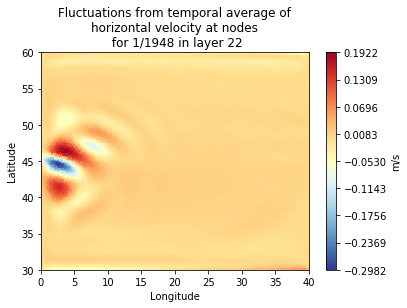 Fluctuations from temporal average of
horizontal velocity at nodes
for 1/1948 in layer 22
60
55
50
45
40
35
30
Latitude
0 5 10 15 20 25 30 35 40
Longitude
0.1922
0.1309
0.0696
0.0083
−0.0530
−0.1143
−0.1756
−0.2369
−0.2982
m/s